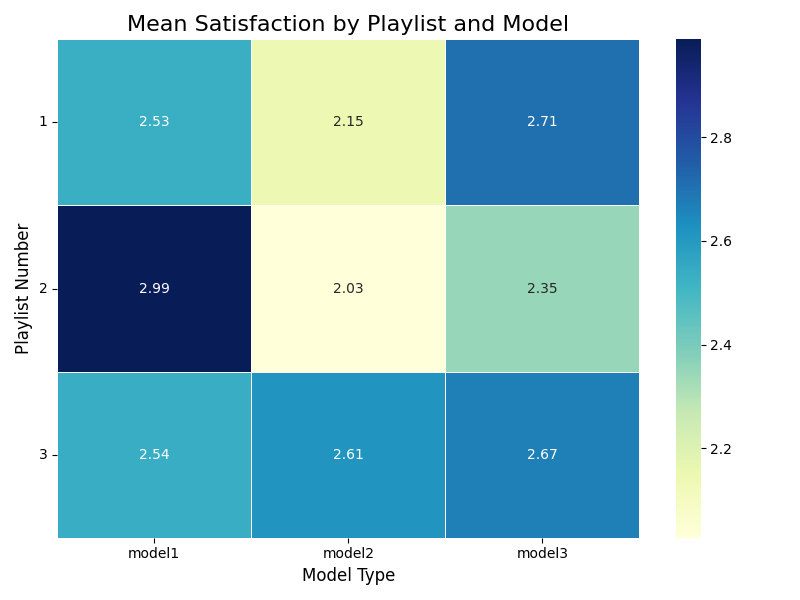 Mean Satisfaction by Playlist and Model
1
2.53
2.15
2.71
2.8
2.6
Playlist Number
2
2.99
2.03
2.35
2.4
2.2
3
2.54
2.61
2.67
model1
model2
model3
Model Type